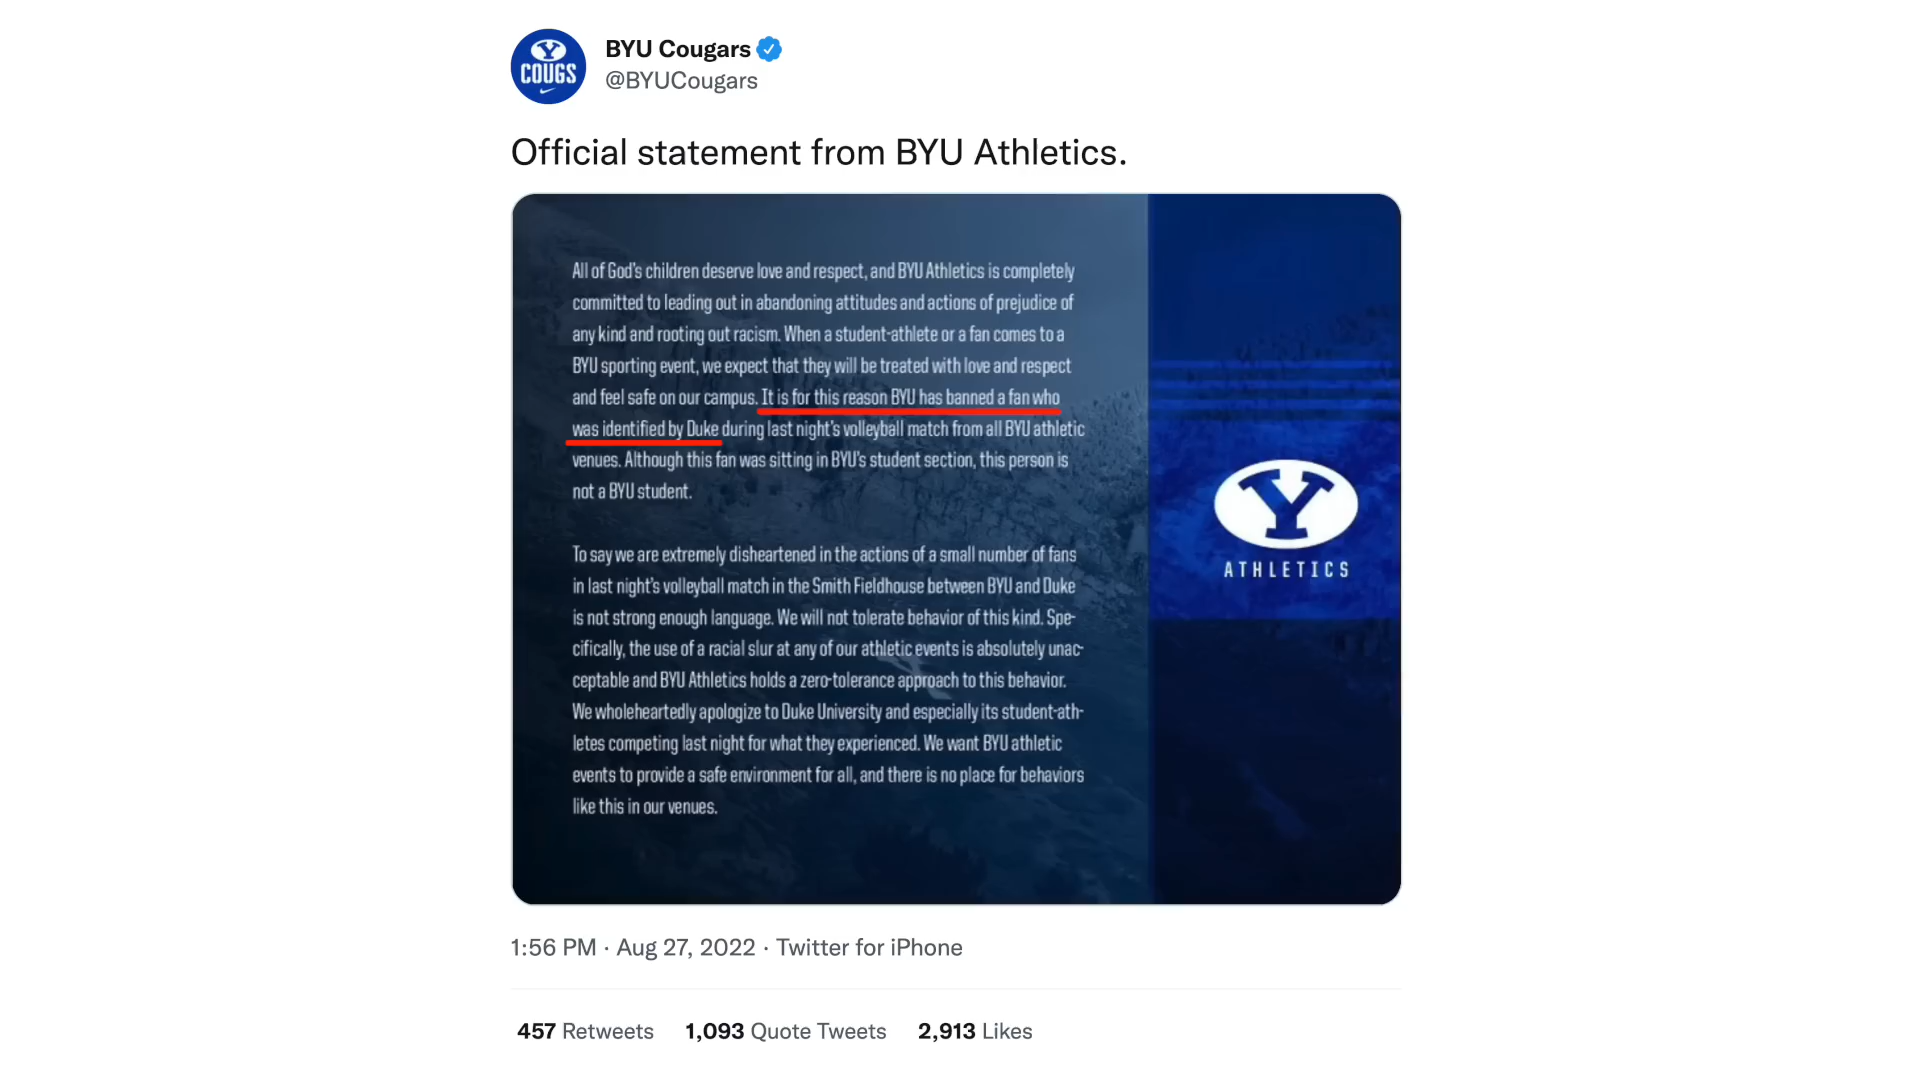 Y
COUGS
BYU Cougars
@BYUCougars
Official statement from BYU Athletics.
All of God's children deserve love and respect, and BYU Athletics is completely
committed to leading out in abandoning attitudes and actions of prejudice of
any kind and rooting out racism. When a student-athlete or a fan comes to a
BYU sporting event, we expect that they will be treated with love and respect
and feel safe on our campus. It is for this reason BYU has banned a fan who
was identified by Duke during last night's volleyball match from all BYU athletic
venues. Although this fan was sitting in BYU's student section, this person is
not a BYU student.
To say we are extremely disheartened in the actions of a small number of fans
in last night's volleyball match in the Smith Fieldhouse between BYU and Duke
is not strong enough language. We will not tolerate behavior of this kind. Spe-
cifically, the use of a racial slur at any of our athletic events is absolutely unac-
ceptable and BYU Athletics holds a zero-tolerance approach to this behavior.
We wholeheartedly apologize to Duke University and especially its student-ath-
letes competing last night for what they experienced. We want BYU athletic
events to provide a safe environment for all, and there is no place for behaviors
like this in our venues.
Y
ATHLETICS
1:56 PM · Aug 27, 2022 · Twitter for iPhone
457 Retweets 1,093 Quote Tweets 2,913 Likes